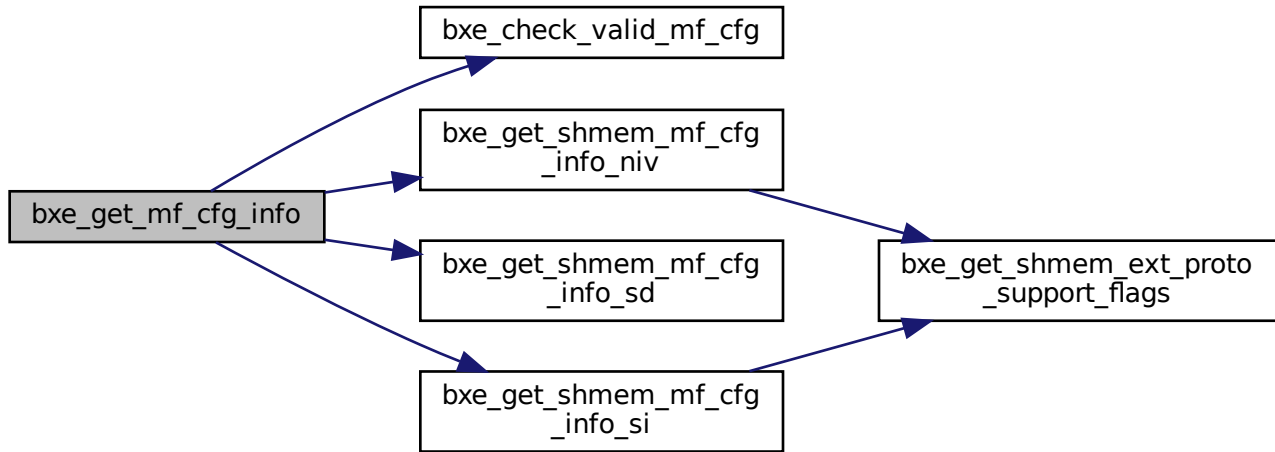 bxe_get_mf_cfg_info
bxe_check_valid_mf_cfg
bxe_get_shmem_mf_cfg
_info_niv
bxe_get_shmem_mf_cfg
_info_sd
bxe_get_shmem_mf_cfg
_info_si
bxe_get_shmem_ext_proto
_support_flags